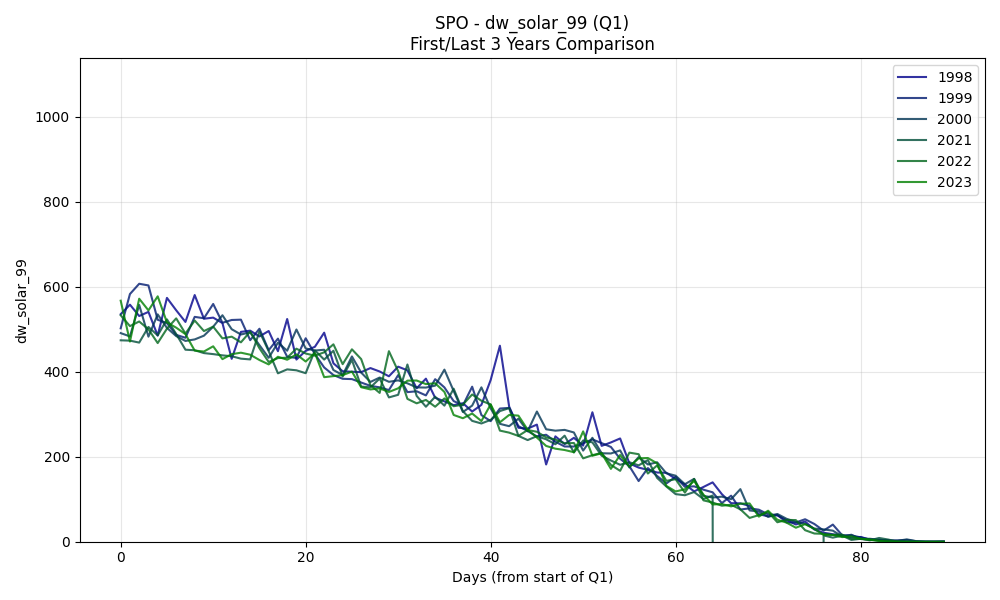 SPO - dw_solar_99 (Q1)
First/Last 3 Years Comparison
1998
1999
2000
2021
2022
2023
dw_solar_99
1000
800
600
400
200
0
0 20 40 60 80
Days (from start of Q1)